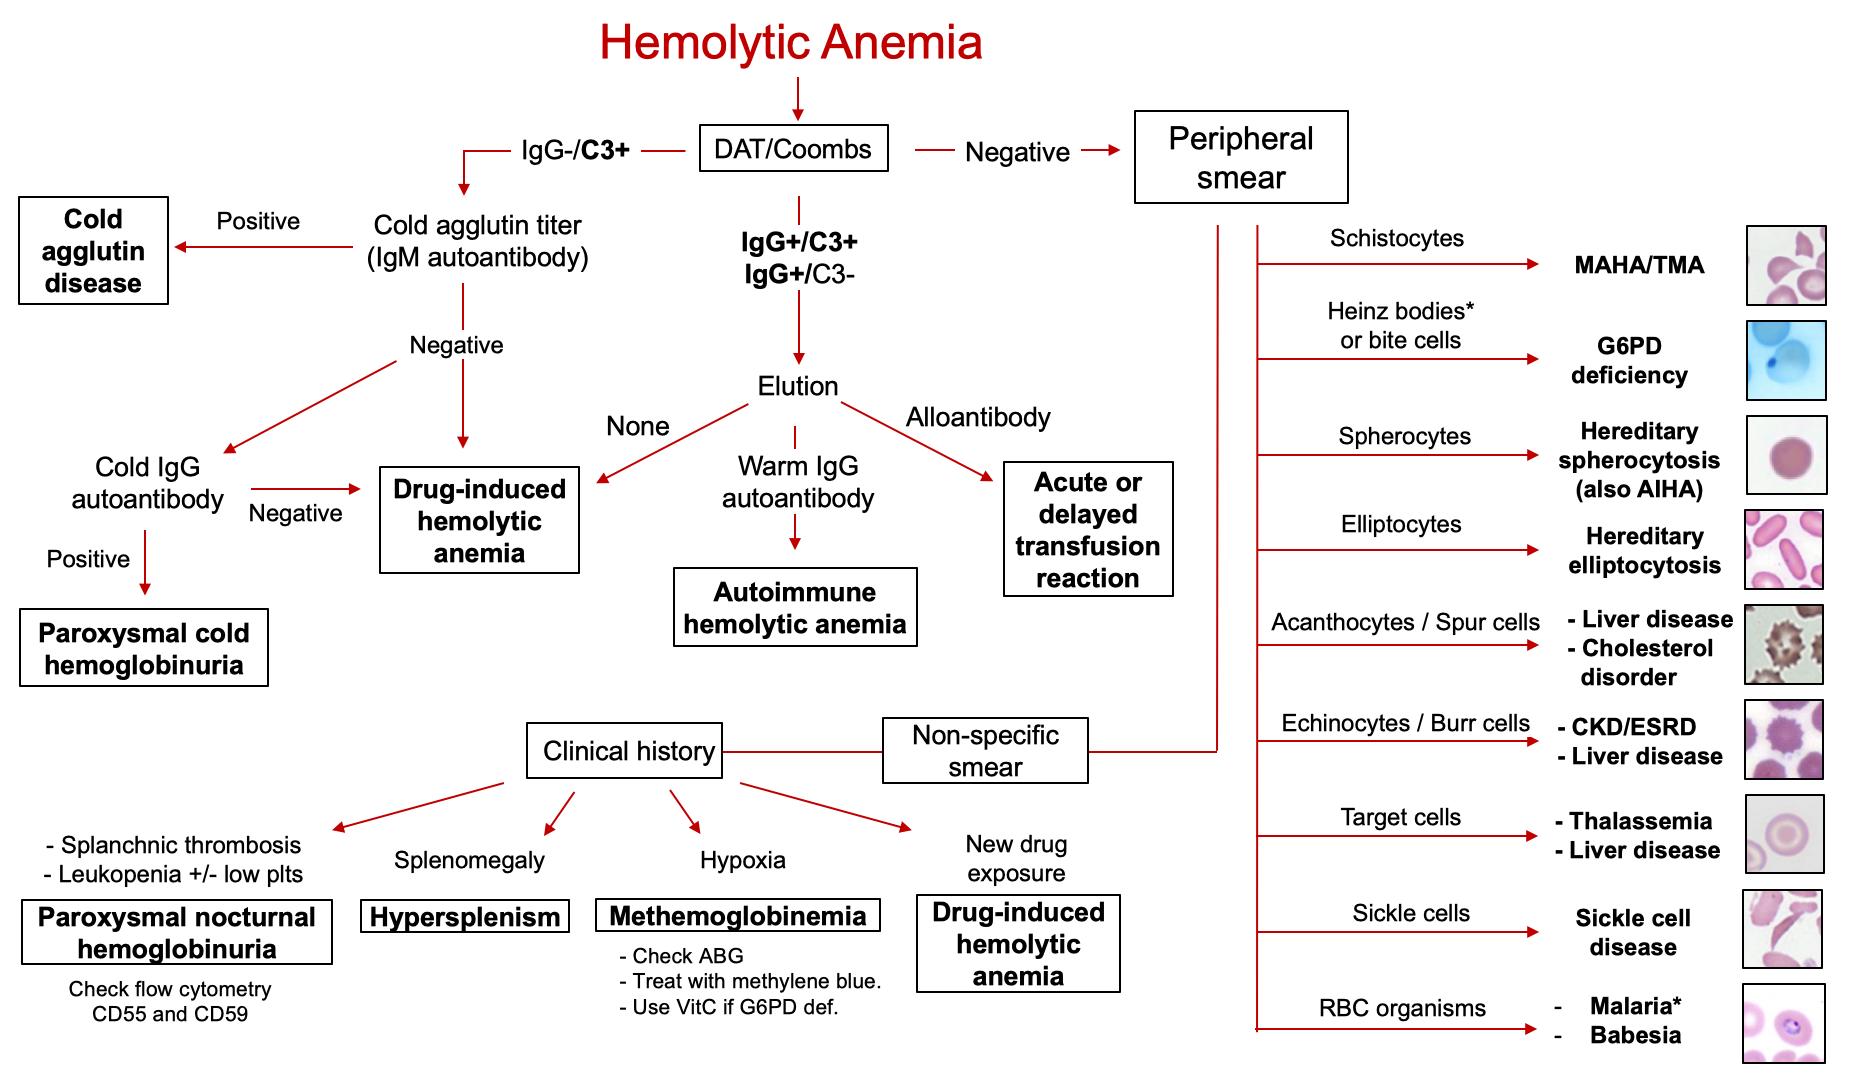 Hemolytic Anemia
DAT/Coombs
IgG-/C3+
Negative
Peripheral
smear
Cold
agglutin
disease
Positive
Cold agglutin titer
(IgM autoantibody)
IgG+/C3+
IgG+/C3-
Negative
Elution
None
Alloantibody
Cold IgG
autoantibody
Negative
Positive
Drug-induced
hemolytic
anemia
Warm IgG
autoantibody
Acute or
delayed
transfusion
reaction
Autoimmune
hemolytic anemia
Paroxysmal cold
hemoglobinuria
Schistocytes
MAHA/TMA
Heinz bodies*
or bite cells
G6PD
deficiency
Spherocytes
Hereditary
spherocytosis
(also AIHA)
Elliptocytes
Hereditary
elliptocytosis
Acanthocytes / Spur cells
- Liver disease
- Cholesterol
disorder
Echinocytes / Burr cells
- CKD/ESRD
- Liver disease
Target cells
- Thalassemia
- Liver disease
Sickle cells
Sickle cell
disease
RBC organisms
- Malaria*
- Babesia
Non-specific
smear
Clinical history
- Splanchnic thrombosis
- Leukopenia +/- low plts
Paroxysmal nocturnal
hemoglobinuria
Check flow cytometry
CD55 and CD59
Splenomegaly
Hypersplenism
Hypoxia
Methemoglobinemia
- Check ABG
- Treat with methylene blue.
- Use VitC if G6PD def.
New drug
exposure
Drug-induced
hemolytic
anemia